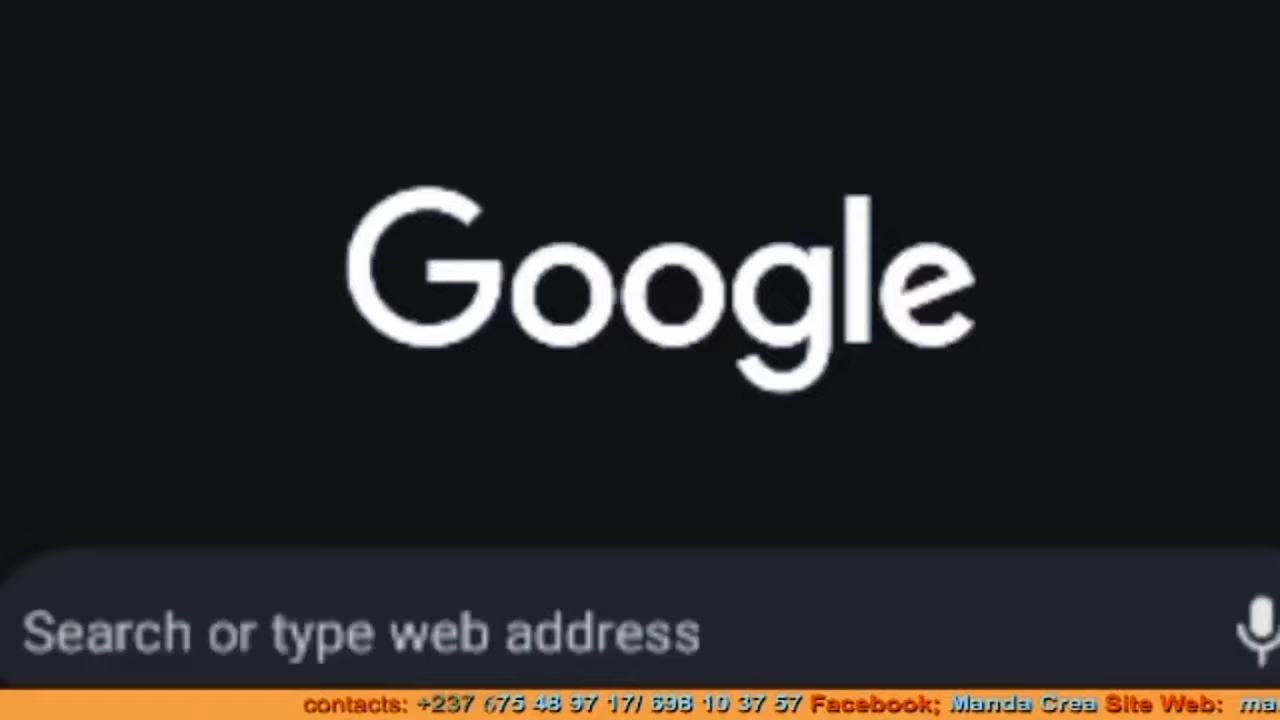 Google
Search or type web address
contacts: +237 675 48 97 17/ 698 10 37 57 Facebook; Manda Crea Site Web: ma